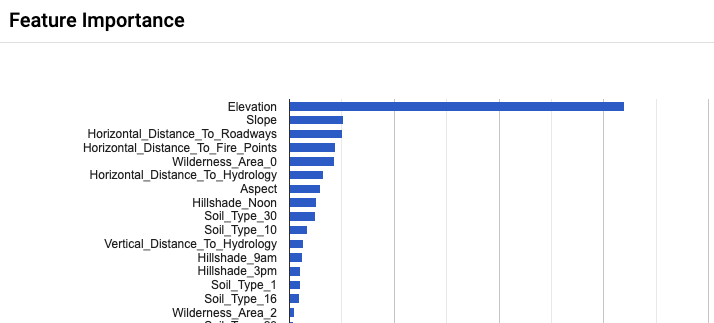 Feature Importance
Elevation
Slope
Horizontal_Distance_To_Roadways
Horizontal_Distance_To_Fire_Points
Wilderness_Area_0
Horizontal_Distance_To_Hydrology
Aspect
Hillshade_Noon
Soil_Type_30
Soil_Type_10
Vertical_Distance_To_Hydrology
Hillshade_9am
Hillshade_3pm
Soil_Type_1
Soil_Type_16
Wilderness_Area_2